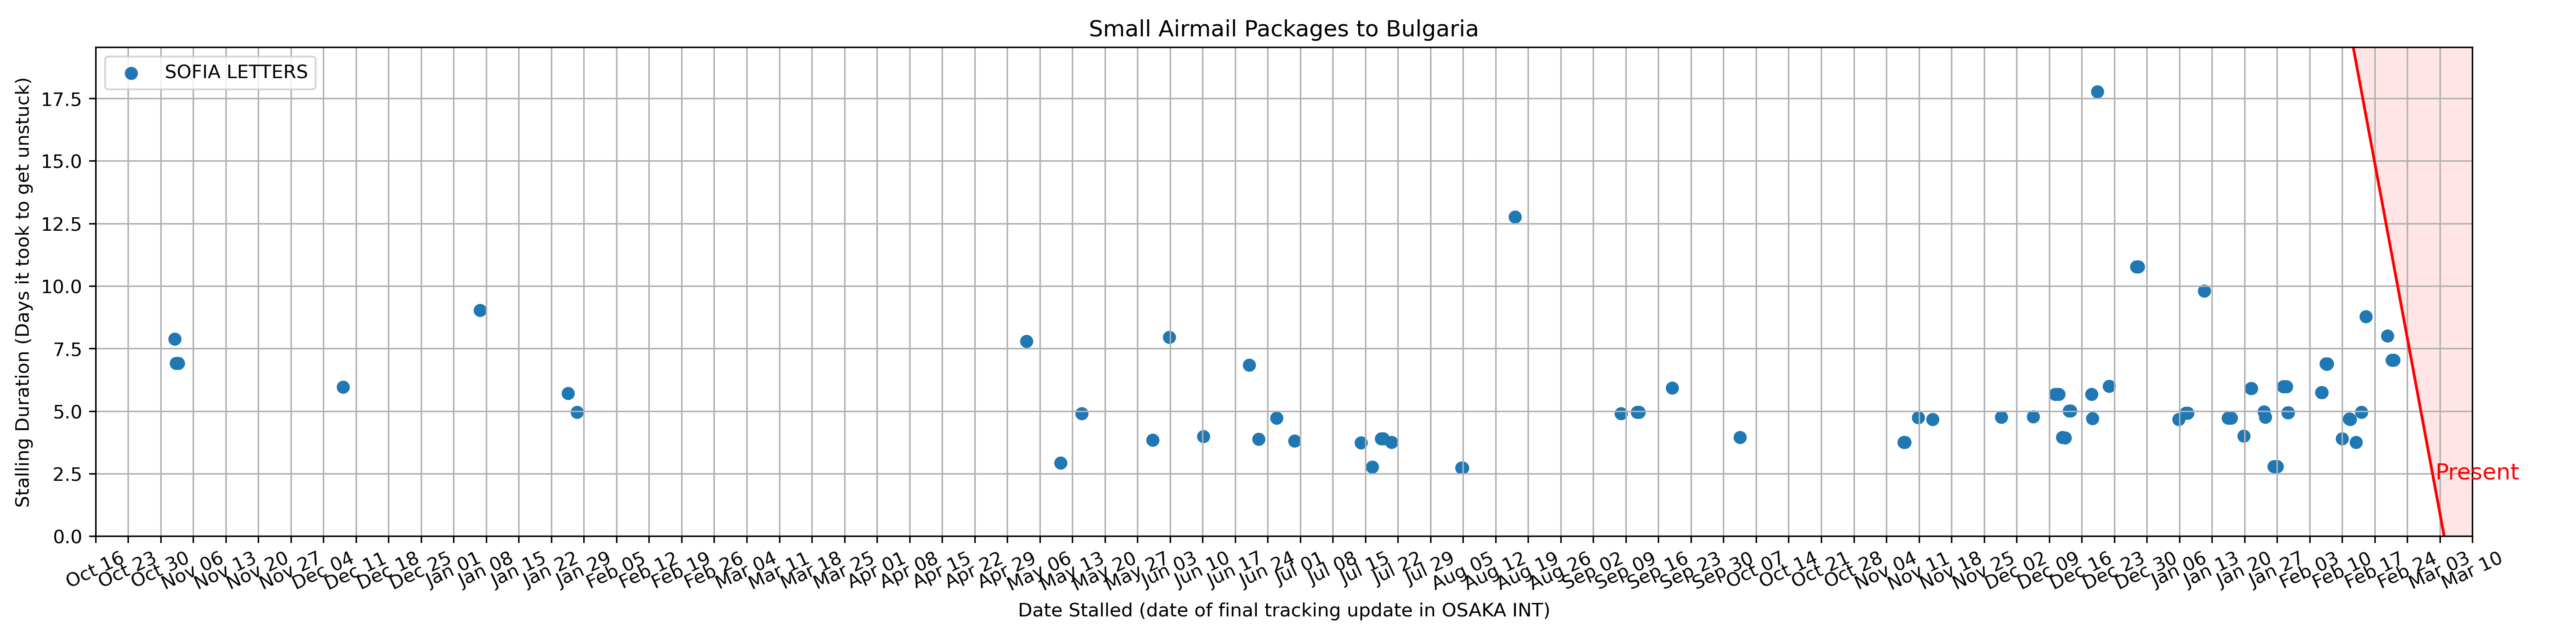 Small Airmail Packages to Bulgaria
SOFIA LETTERS
Stalling Duration (Days it took to get unstuck)
17.5
15.0
12.5
10.0
7.5
5.0
2.5
0.0
Present
Oct 16
Oct 23
Oct 30
Nov 06
Nov 13
Nov 20
Nov 27
Dec 04
Dec 11
Dec 18
Dec 25
Jan 01
Jan 08
Jan 15
Jan 22
Jan 29
Feb 05
Feb 12
Feb 19
Feb 26
Mar 04
Mar 11
Mar 18
Mar 25
Apr 01
Apr 08
Apr 15
Apr 22
Apr 29
May 06
May 13
May 20
May 27
Jun 03
Jun 10
Jun 17
Jun 24
Jul 01
Jul 08
Jul 15
Jul 22
Jul 29
Aug 05
Aug 12
Aug 19
Aug 26
Sep 02
Sep 09
Sep 16
Sep 23
Sep 30
Oct 07
Oct 14
Oct 21
Oct 28
Nov 04
Nov 11
Nov 18
Nov 25
Dec 02
Dec 09
Dec 16
Dec 23
Dec 30
Jan 06
Jan 13
Jan 20
Jan 27
Feb 03
Feb 10
Feb 17
Feb 24
Mar 03
Mar 10
Date Stalled (date of final tracking update in OSAKA INT)